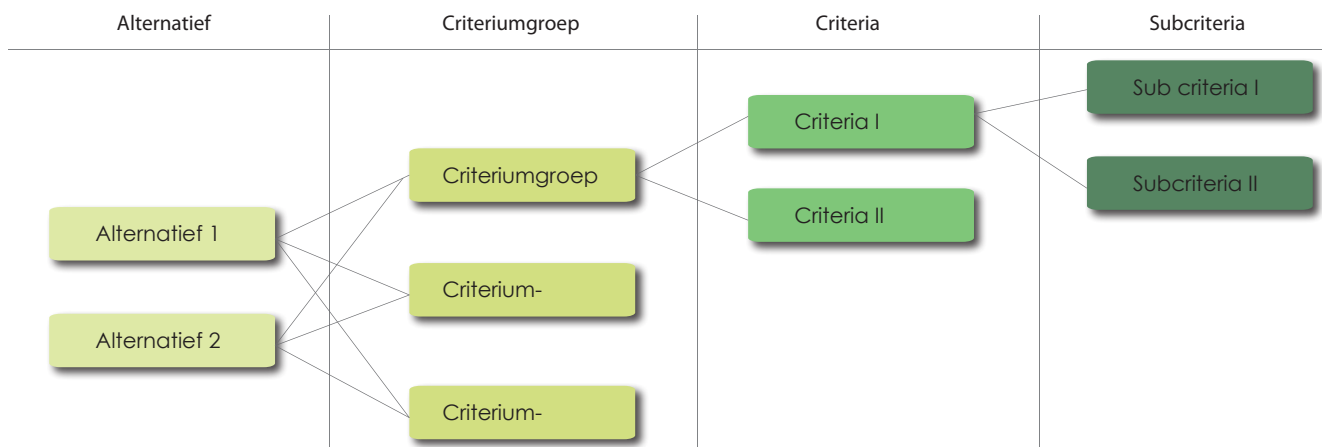 Alternatief
Criteriumgroep
Criteria
Subcriteria
Alternatief 1
Alternatief 2
Criteriumgroep
Criterium-
Criterium-
Criteria I
Criteria II
Sub criteria I
Subcriteria II